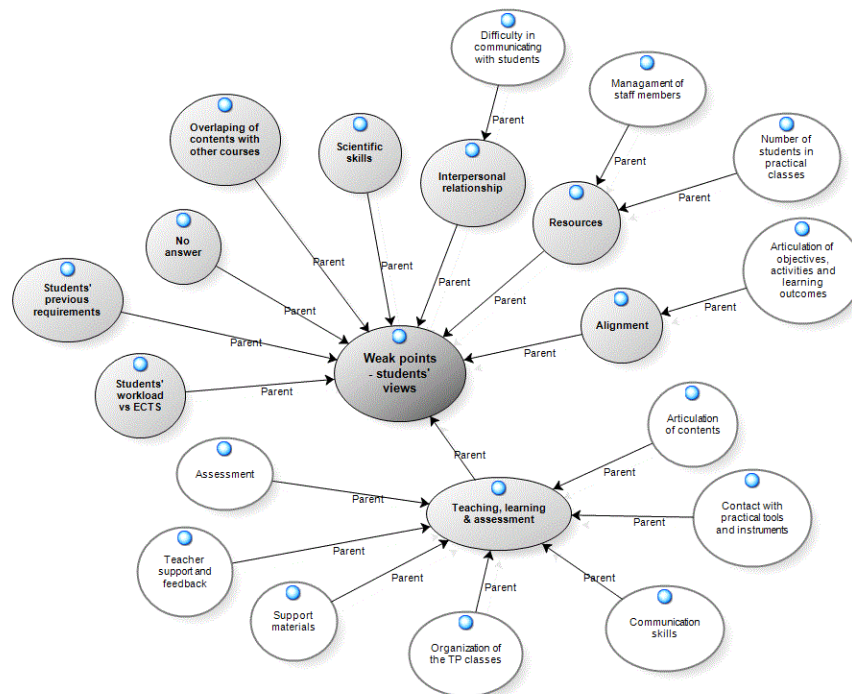 Difficulty in
communicating
with students
Managament of
staff members
Parent
Overlaping of
contents with
other courses
Scientific
skills
Parent
Number of
students in
practical
classes
Interpersonal
relationship
Parent
Resources
No
answer
Parent
Parent
Parent
Articulation of
objectives,
activities and
learning
outcomes
Parent
Parent
Parent
Students'
previous
requirements
Parent
Parent
Alignment
Parent
Weak points
- students'
views
Parent
Students'
workload
vs ECTS
Parent
Articulation
of contents
Parent
Parent
Assessment
Parent
Teaching, learning
& assessment
Contact with
practical tools
and instruments
Parent
Teacher
support and
feedback
Parent
Parent
Parent
Parent
Support
materials
Communication
skills
Organization of
the TP classes